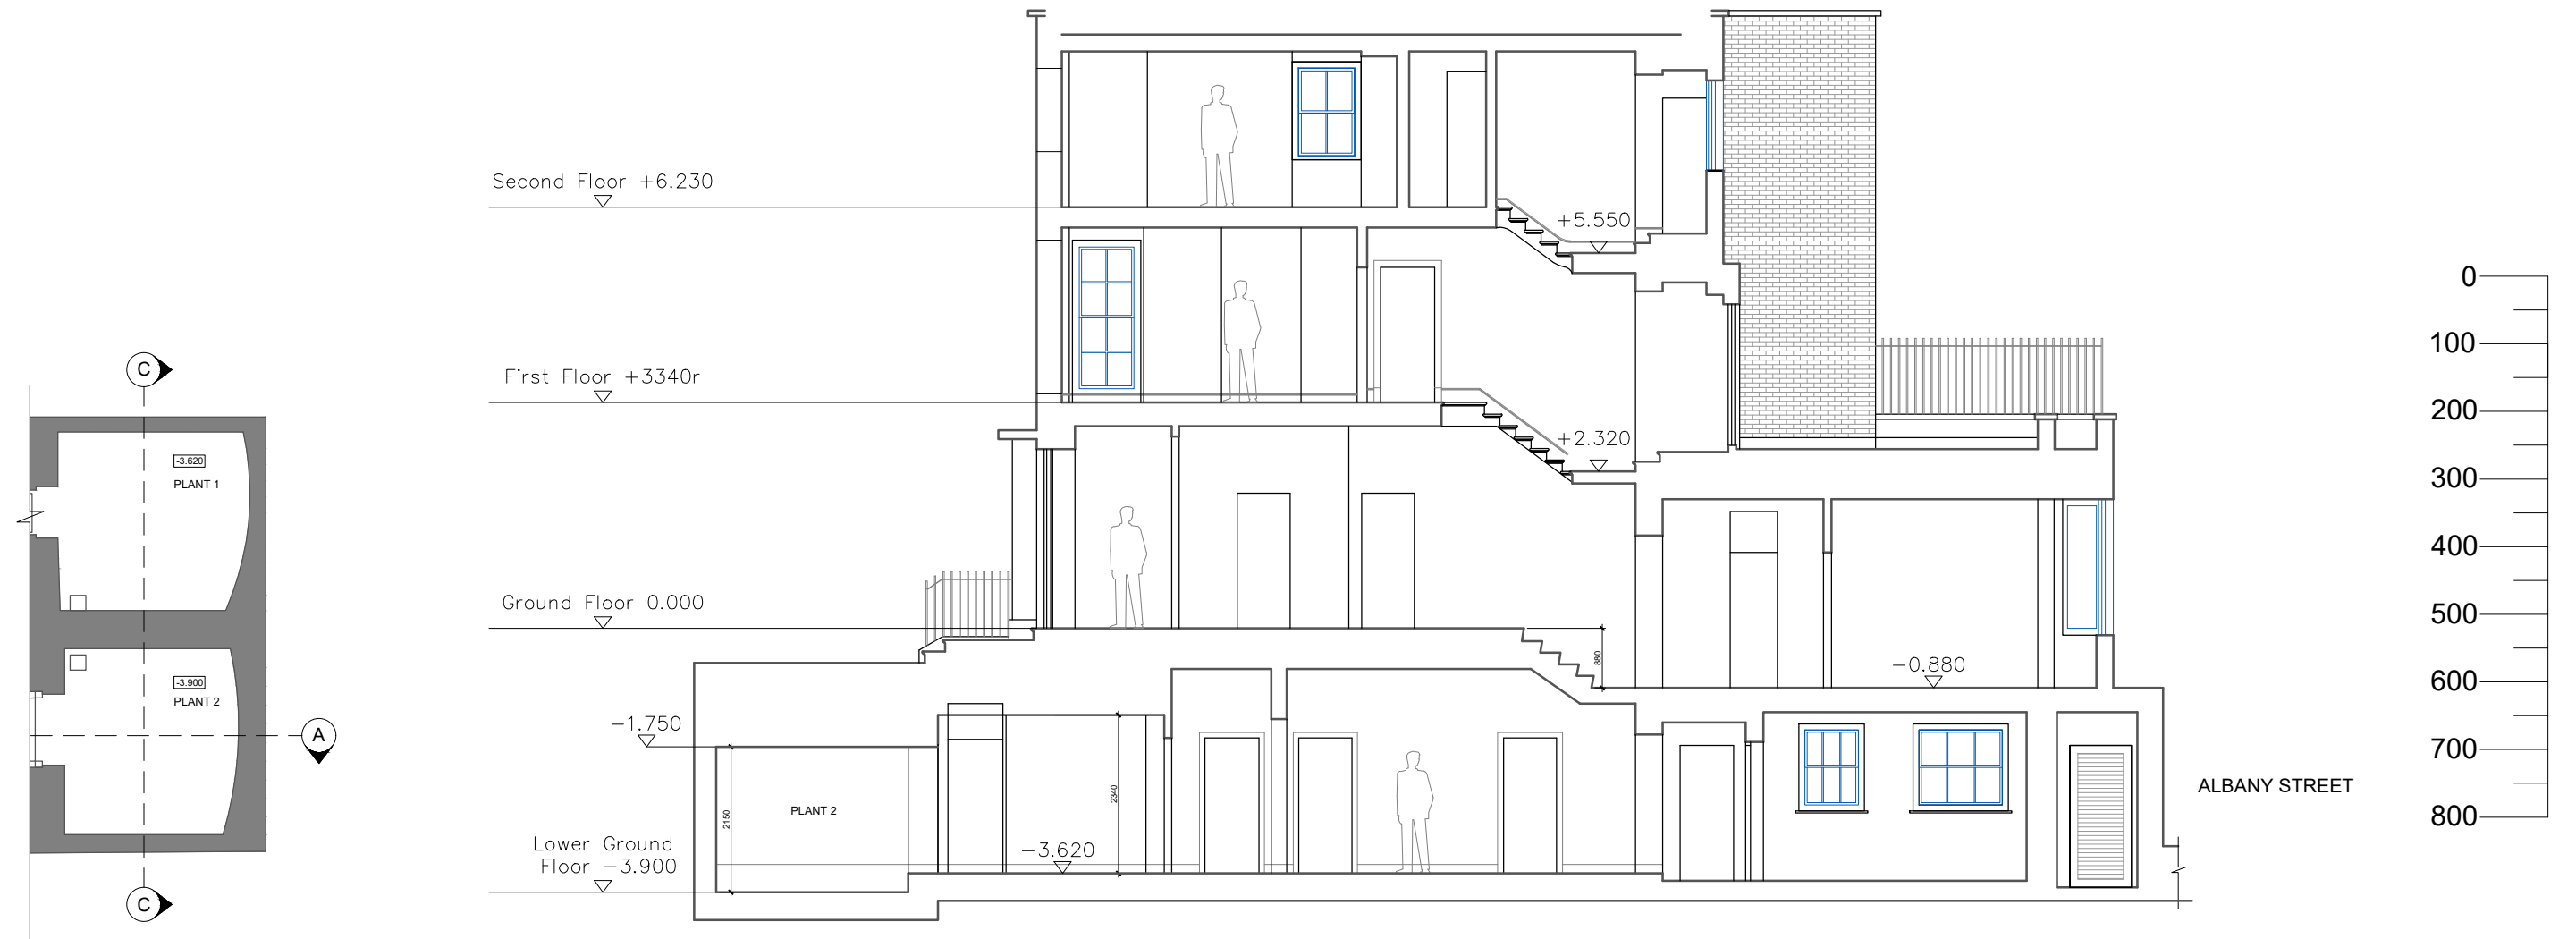 C
-3.620
PLANT 1
-3.900
PLANT 2
A
C
Second Floor +6.230
+5.550
First Floor +3340r
+2.320
Ground Floor 0.000
880
-0.880
-1.750
2150
PLANT 2
2340
Lower Ground
Floor -3.900
-3.620
ALBANY STREET
0
100
200
300
400
500
600
700
800